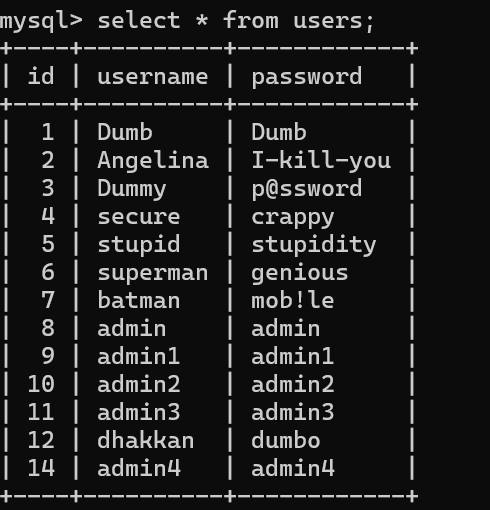 mysql> select * from users;
+----+----------+------------+
| id | username | password   |
+----+----------+------------+
|  1 | Dumb     | Dumb       |
|  2 | Angelina | I-kill-you |
|  3 | Dummy    | p@ssword   |
|  4 | secure   | crappy     |
|  5 | stupid   | stupidity  |
|  6 | superman | genious    |
|  7 | batman   | mob!le     |
|  8 | admin    | admin      |
|  9 | admin1   | admin1     |
| 10 | admin2   | admin2     |
| 11 | admin3   | admin3     |
| 12 | dhakkan  | dumbo      |
| 14 | admin4   | admin4     |
+----+----------+------------+